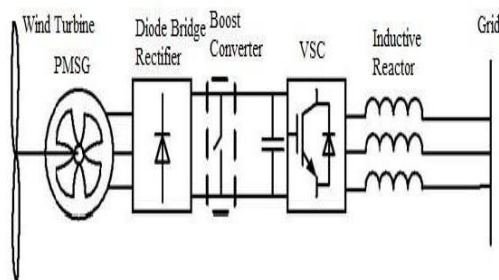 Wind Turbine
PMSG
Diode Bridge
Rectifier
Boost
Converter
VSC
Inductive
Reactor
Grid